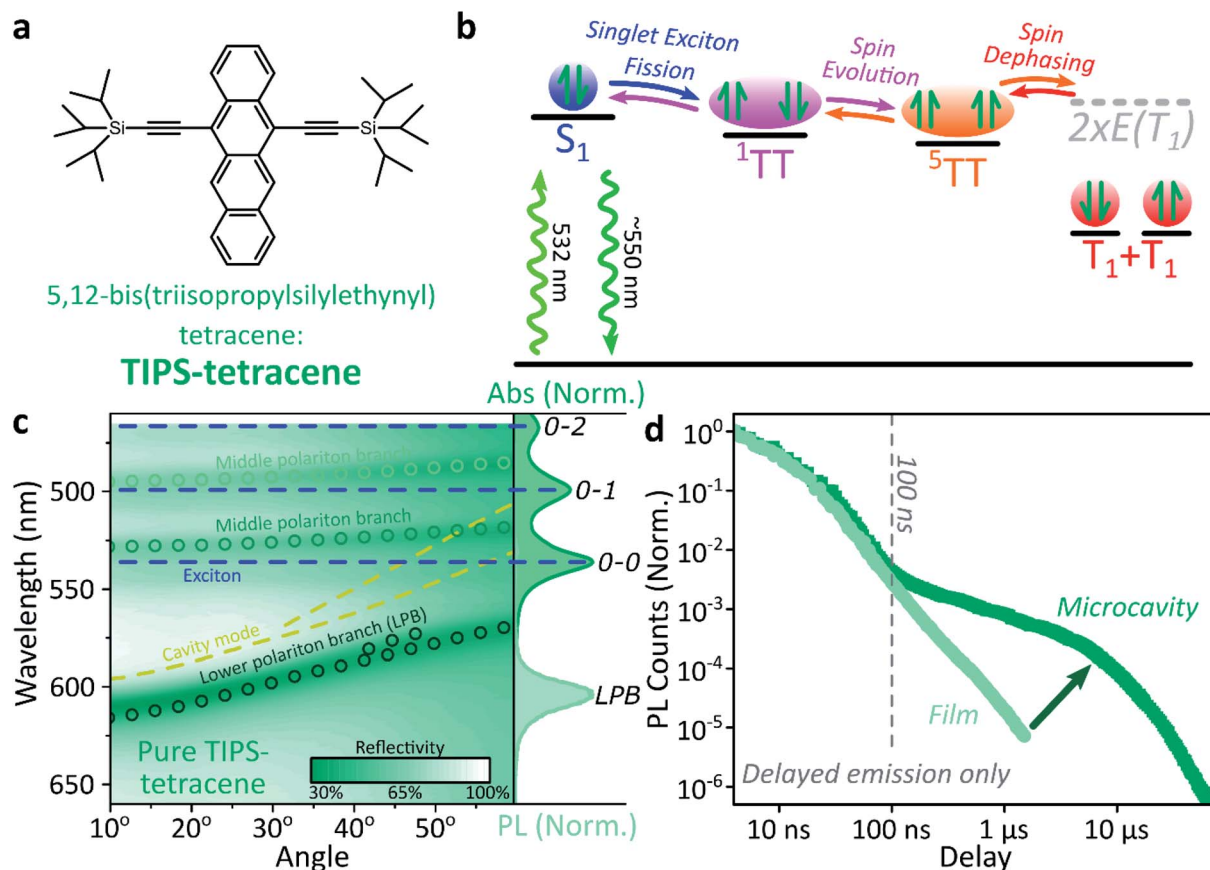 a
Si
Si
5,12-bis(triisopropylsilylethynyl)
tetracene:
TIPS-tetracene
b
Singlet Exciton
Fission
Spin
Evolution
Spin
Dephasing
S₁
¹TT
⁵TT
2xE(T₁)
T₁+T₁
532 nm
~550 nm
c
Abs (Norm.)
0-2
Middle polariton branch
0-1
Middle polariton branch
0-0
Exciton
Cavity mode
Lower polariton branch (LPB)
LPB
Pure TIPS-
tetracene
Reflectivity
30% 65% 100%
500
550
600
650
Wavelength (nm)
10º 20º 30º 40º 50º
Angle
PL (Norm.)
d
10⁰
10⁻¹
10⁻²
10⁻³
10⁻⁴
10⁻⁵
10⁻⁶
PL Counts (Norm.)
100 ns
Microcavity
Film
Delayed emission only
10 ns 100 ns 1 µs 10 µs
Delay